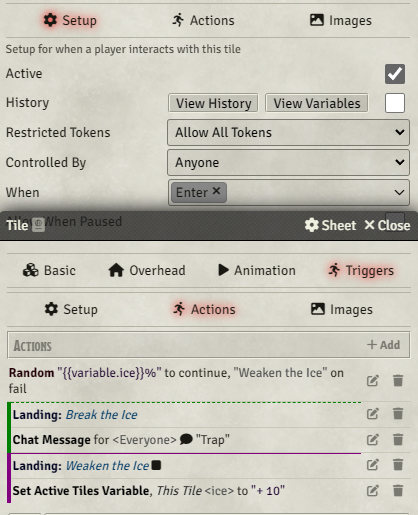 Setup Actions Images
Setup for when a player interacts with this tile
Active
History View History View Variables
Restricted Tokens Allow All Tokens
Controlled By Anyone
When Enter ×
Allow When Paused
Tile Sheet × Close
Basic Overhead Animation Triggers
Setup Actions Images
ACTIONS + Add
Random "{{variable.ice}}%" to continue, "Weaken the Ice" on
fail
Landing: Break the Ice
Chat Message for <Everyone> "Trap"
Landing: Weaken the Ice
Set Active Tiles Variable, This Tile <ice> to "+ 10"